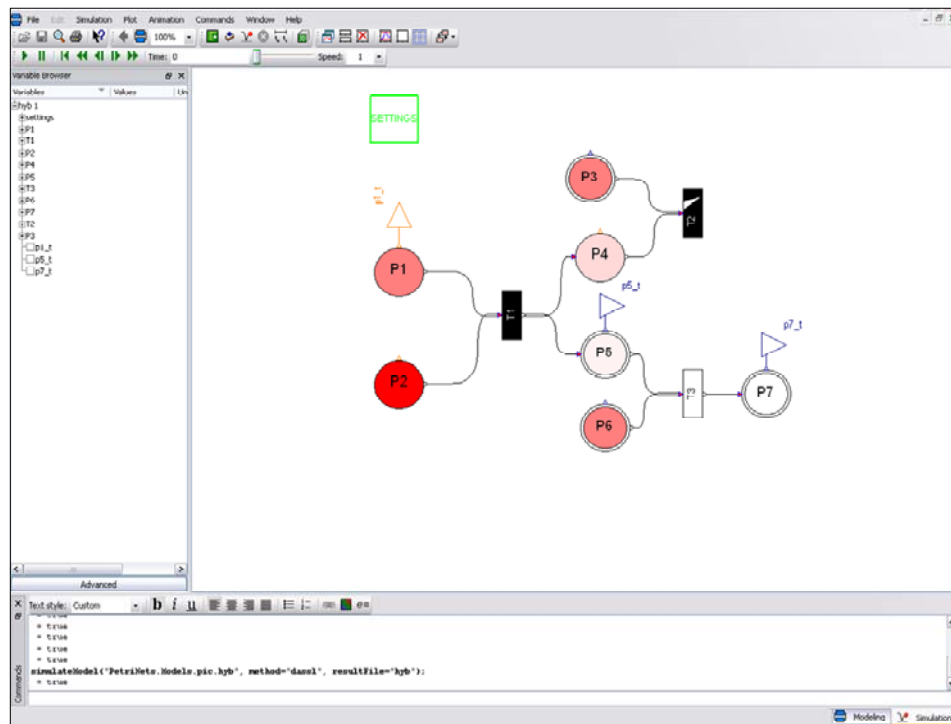 File Edit Simulation Plot Animation Commands Window Help
100%
Time: 0 Speed: 1
Variable Browser
Variables Values Un
hyb 1
settings
P1
T1
P2
P4
P5
T3
P6
P7
T2
P3
p1_t
p5_t
p7_t
Advanced
SETTINGS
p1_t
P3
T2
P4
P1
p5_t
T1
p7_t
P5
P2
T3
P7
P6
Text style: Custom b i u
= true
= true
= true
= true
simulateModel("PetriNets.Models.pic.hyb", method="dassl", resultFile="hyb");
= true
Commands
Modeling Simulation